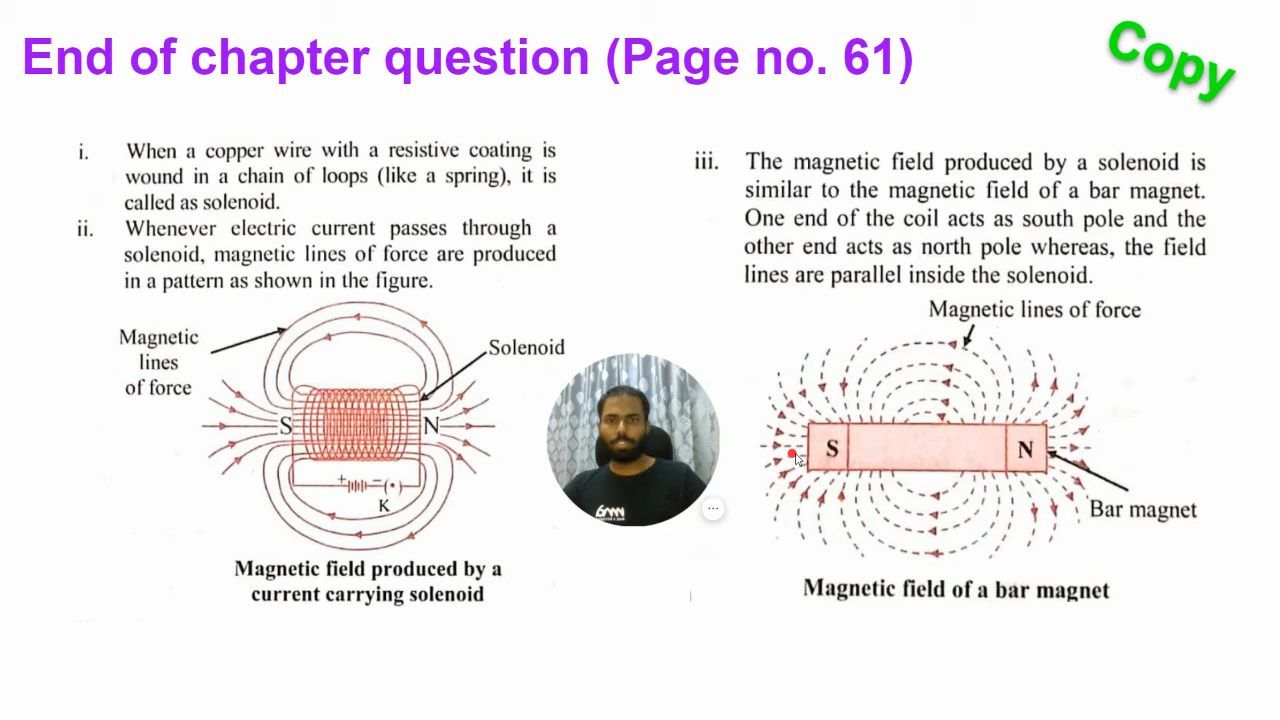 End of chapter question (Page no. 61)
Copy
i. When a copper wire with a resistive coating is
wound in a chain of loops (like a spring), it is
called as solenoid.
ii. Whenever electric current passes through a
solenoid, magnetic lines of force are produced
in a pattern as shown in the figure.
Magnetic
lines
of force
Solenoid
S
N
+ −
K
Magnetic field produced by a
current carrying solenoid
iii. The magnetic field produced by a solenoid is
similar to the magnetic field of a bar magnet.
One end of the coil acts as south pole and the
other end acts as north pole whereas, the field
lines are parallel inside the solenoid.
Magnetic lines of force
S
N
Bar magnet
Magnetic field of a bar magnet